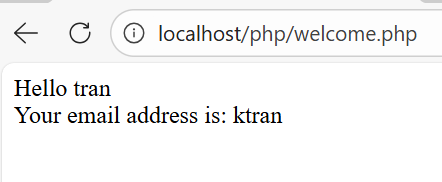 localhost/php/welcome.php
Hello tran
Your email address is: ktran